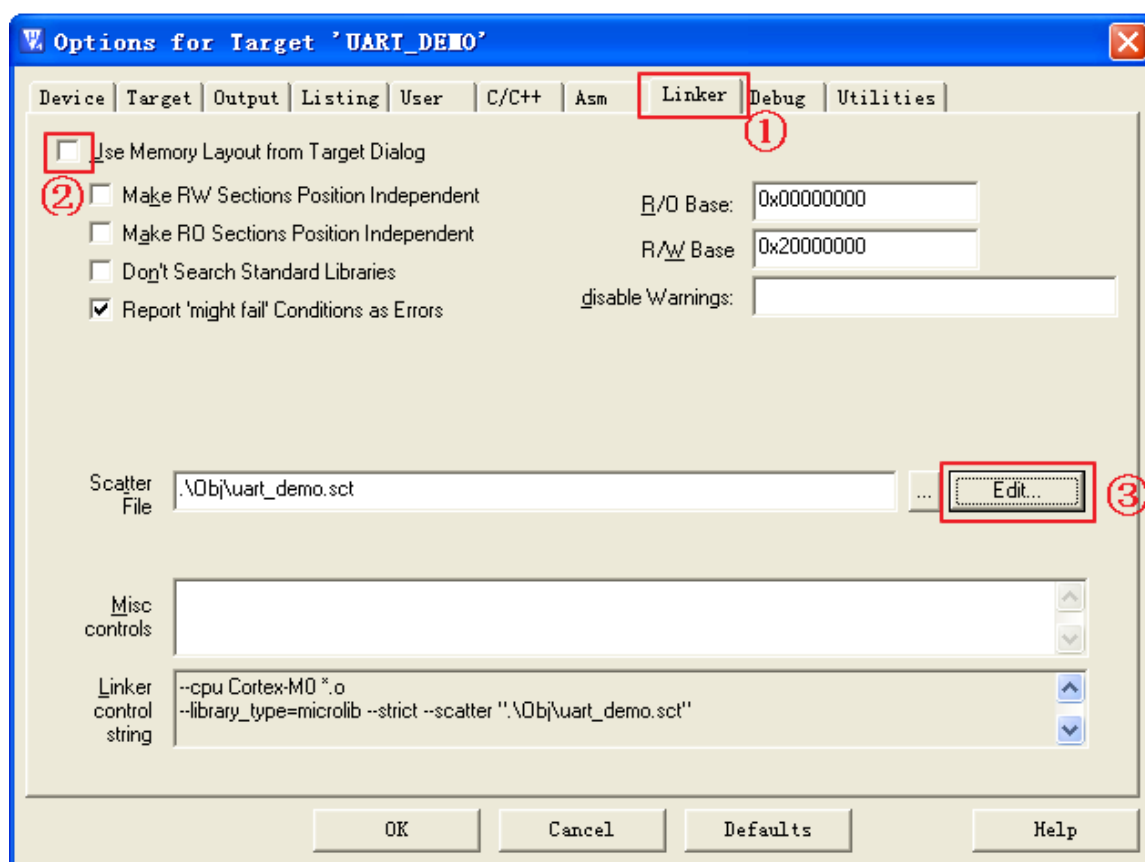 Options for Target 'UART_DEMO'
Device Target Output Listing User C/C++ Asm Linker Debug Utilities
①
Use Memory Layout from Target Dialog
②
Make RW Sections Position Independent
Make RO Sections Position Independent
Don't Search Standard Libraries
Report 'might fail' Conditions as Errors
R/O Base: 0x00000000
R/W Base 0x20000000
disable Warnings:
Scatter
File
.\Obj\uart_demo.sct
...
Edit...
③
Misc
controls
Linker
control
string
--cpu Cortex-M0 *.o
--library_type=microlib --strict --scatter ".\Obj\uart_demo.sct"
OK Cancel Defaults Help